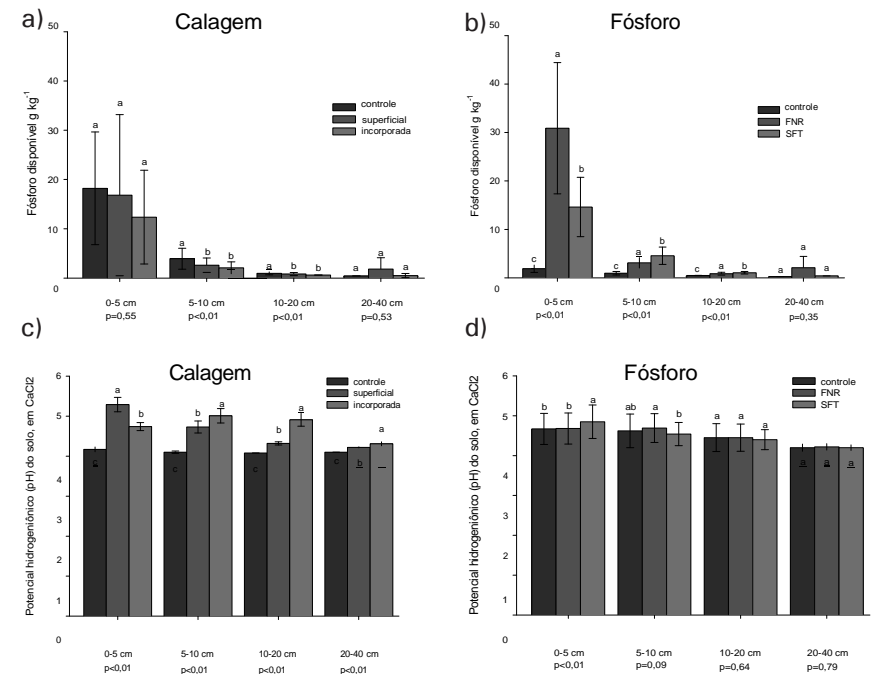 a)
Calagem
50
40
30
20
10
0
Fósforo disponível g kg-1
controle
superficial
incorporada
a
a
a
a
b
b
a
b
b
a
a
a
0-5 cm
5-10 cm
10-20 cm
20-40 cm
p=0,55
p<0,01
p<0,01
p=0,53
b)
Fósforo
50
40
30
20
10
0
Fósforo disponível g kg-1
controle
FNR
SFT
c
a
b
c
a
b
c
a
b
a
a
a
0-5 cm
5-10 cm
10-20 cm
20-40 cm
p<0,01
p<0,01
p<0,01
p=0,35
c)
Calagem
6
5
4
3
2
1
0
Potencial hidrogeniônico (pH) do solo, em CaCl2
controle
superficial
incorporada
c
a
b
c
b
a
c
b
a
c
b
a
0-5 cm
5-10 cm
10-20 cm
20-40 cm
p<0,01
p<0,01
p<0,01
p<0,01
d)
Fósforo
6
5
4
3
2
1
0
Potencial hidrogeniônico (pH) do solo, em CaCl2
controle
FNR
SFT
b
b
a
ab
a
b
a
a
a
a
a
a
0-5 cm
5-10 cm
10-20 cm
20-40 cm
p<0,01
p=0,09
p=0,64
p=0,79